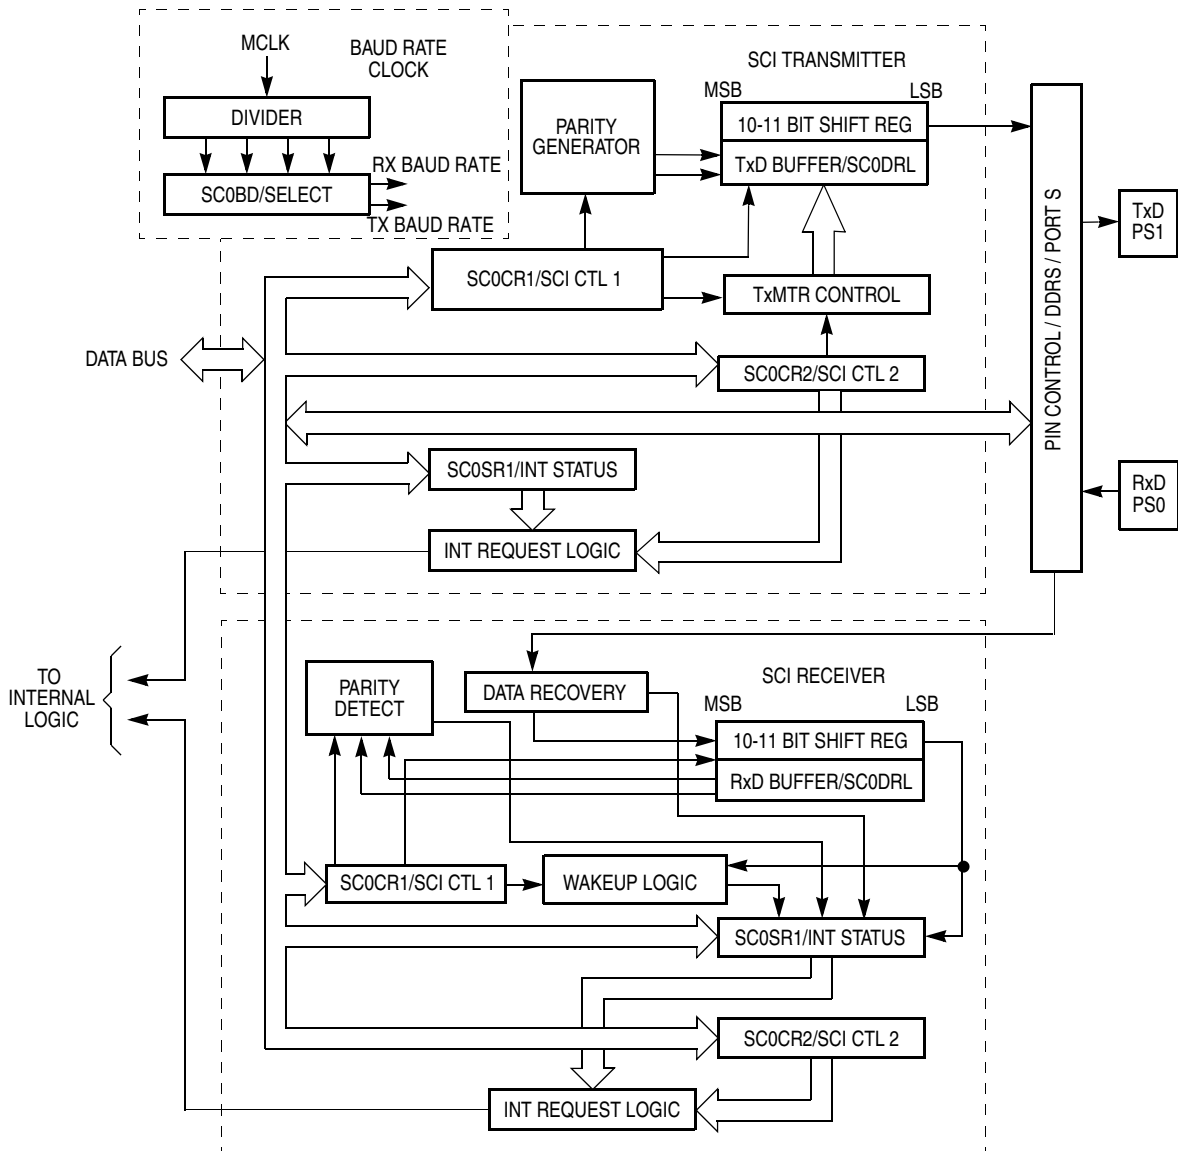 MCLK
BAUD RATE
CLOCK
DIVIDER
SC0BD/SELECT
RX BAUD RATE
TX BAUD RATE
SCI TRANSMITTER
MSB
LSB
PARITY
GENERATOR
10-11 BIT SHIFT REG
TxD BUFFER/SC0DRL
SC0CR1/SCI CTL 1
TxMTR CONTROL
DATA BUS
SC0CR2/SCI CTL 2
SC0SR1/INT STATUS
INT REQUEST LOGIC
PIN CONTROL / DDRS / PORT S
TxD
PS1
RxD
PS0
TO
INTERNAL
LOGIC
SCI RECEIVER
PARITY
DETECT
DATA RECOVERY
MSB
LSB
10-11 BIT SHIFT REG
RxD BUFFER/SC0DRL
SC0CR1/SCI CTL 1
WAKEUP LOGIC
SC0SR1/INT STATUS
SC0CR2/SCI CTL 2
INT REQUEST LOGIC